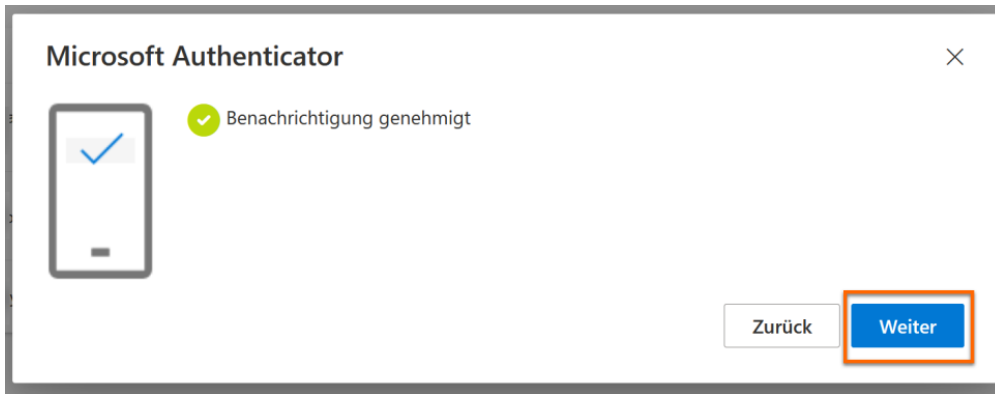 Microsoft Authenticator
Benachrichtigung genehmigt
Zurück
Weiter